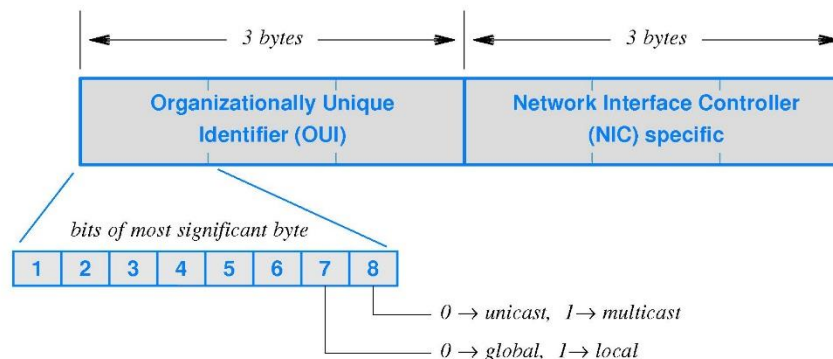 3 bytes 3 bytes
Organizationally Unique
Identifier (OUI)
Network Interface Controller
(NIC) specific
bits of most significant byte
1 2 3 4 5 6 7 8
0 → unicast, 1→ multicast
0 → global, 1→ local